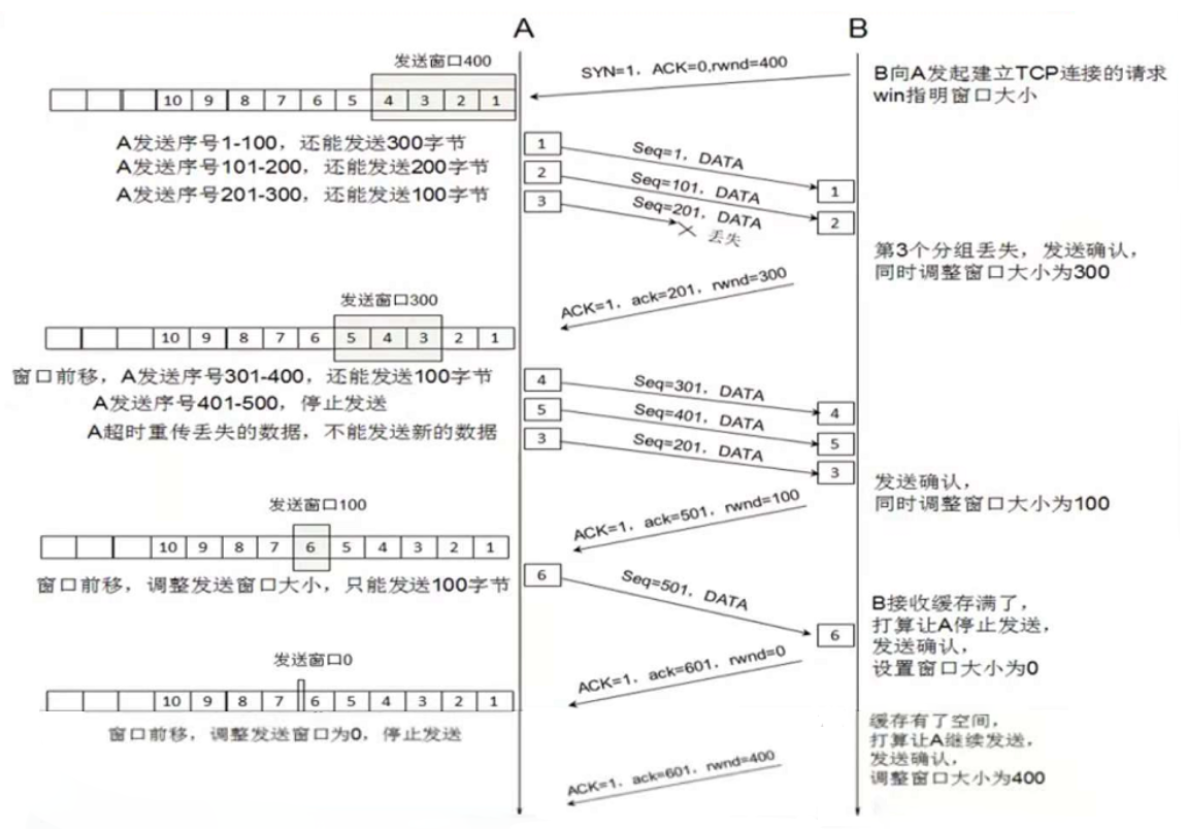 A
B
发送窗口400
10 9 8 7 6 5 4 3 2 1
SYN=1，ACK=0,rwnd=400
B向A发起建立TCP连接的请求
win指明窗口大小
A发送序号1-100，还能发送300字节
A发送序号101-200，还能发送200字节
A发送序号201-300，还能发送100字节
1
2
3
Seq=1，DATA
Seq=101，DATA
Seq=201，DATA
丢失
1
2
第3个分组丢失，发送确认，
同时调整窗口大小为300
ACK=1，ack=201，rwnd=300
发送窗口300
10 9 8 7 6 5 4 3 2 1
窗口前移，A发送序号301-400，还能发送100字节
A发送序号401-500，停止发送
A超时重传丢失的数据，不能发送新的数据
4
5
3
Seq=301，DATA
Seq=401，DATA
Seq=201，DATA
4
5
3
发送确认，
同时调整窗口大小为100
ACK=1，ack=501，rwnd=100
发送窗口100
10 9 8 7 6 5 4 3 2 1
窗口前移，调整发送窗口大小，只能发送100字节
6
Seq=501，DATA
6
B接收缓存满了，
打算让A停止发送，
发送确认，
设置窗口大小为0
ACK=1，ack=601，rwnd=0
发送窗口0
10 9 8 7 6 5 4 3 2 1
窗口前移，调整发送窗口为0，停止发送
缓存有了空间，
打算让A继续发送，
发送确认，
调整窗口大小为400
ACK=1，ack=601，rwnd=400